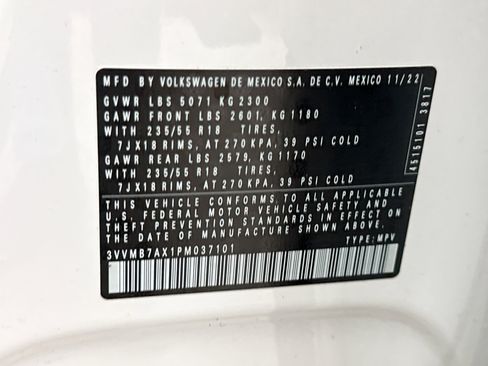 MFD BY VOLKSWAGEN DE MEXICO S.A. DE C.V. MEXICO 11/22
GVWR LBS 5071 KG 2300
GAWR FRONT LBS 2601, KG 1180
WITH 235/55 R18 TIRES,
7JX18 RIMS, AT 270 KPA, 39 PSI COLD
GAWR REAR LBS 2579, KG 1170
WITH 235/55 R18 TIRES,
7JX18 RIMS, AT 270 KPA, 39 PSI COLD
THIS VEHICLE CONFORMS TO ALL APPLICABLE
U.S. FEDERAL MOTOR VEHICLE SAFETY AND
THEFT PREVENTION STANDARDS IN EFFECT ON
THE DATE OF MANUFACTURE SHOWN ABOVE.
3VVMB7AX1PM037101 TYPE: MPV
4515101 3817